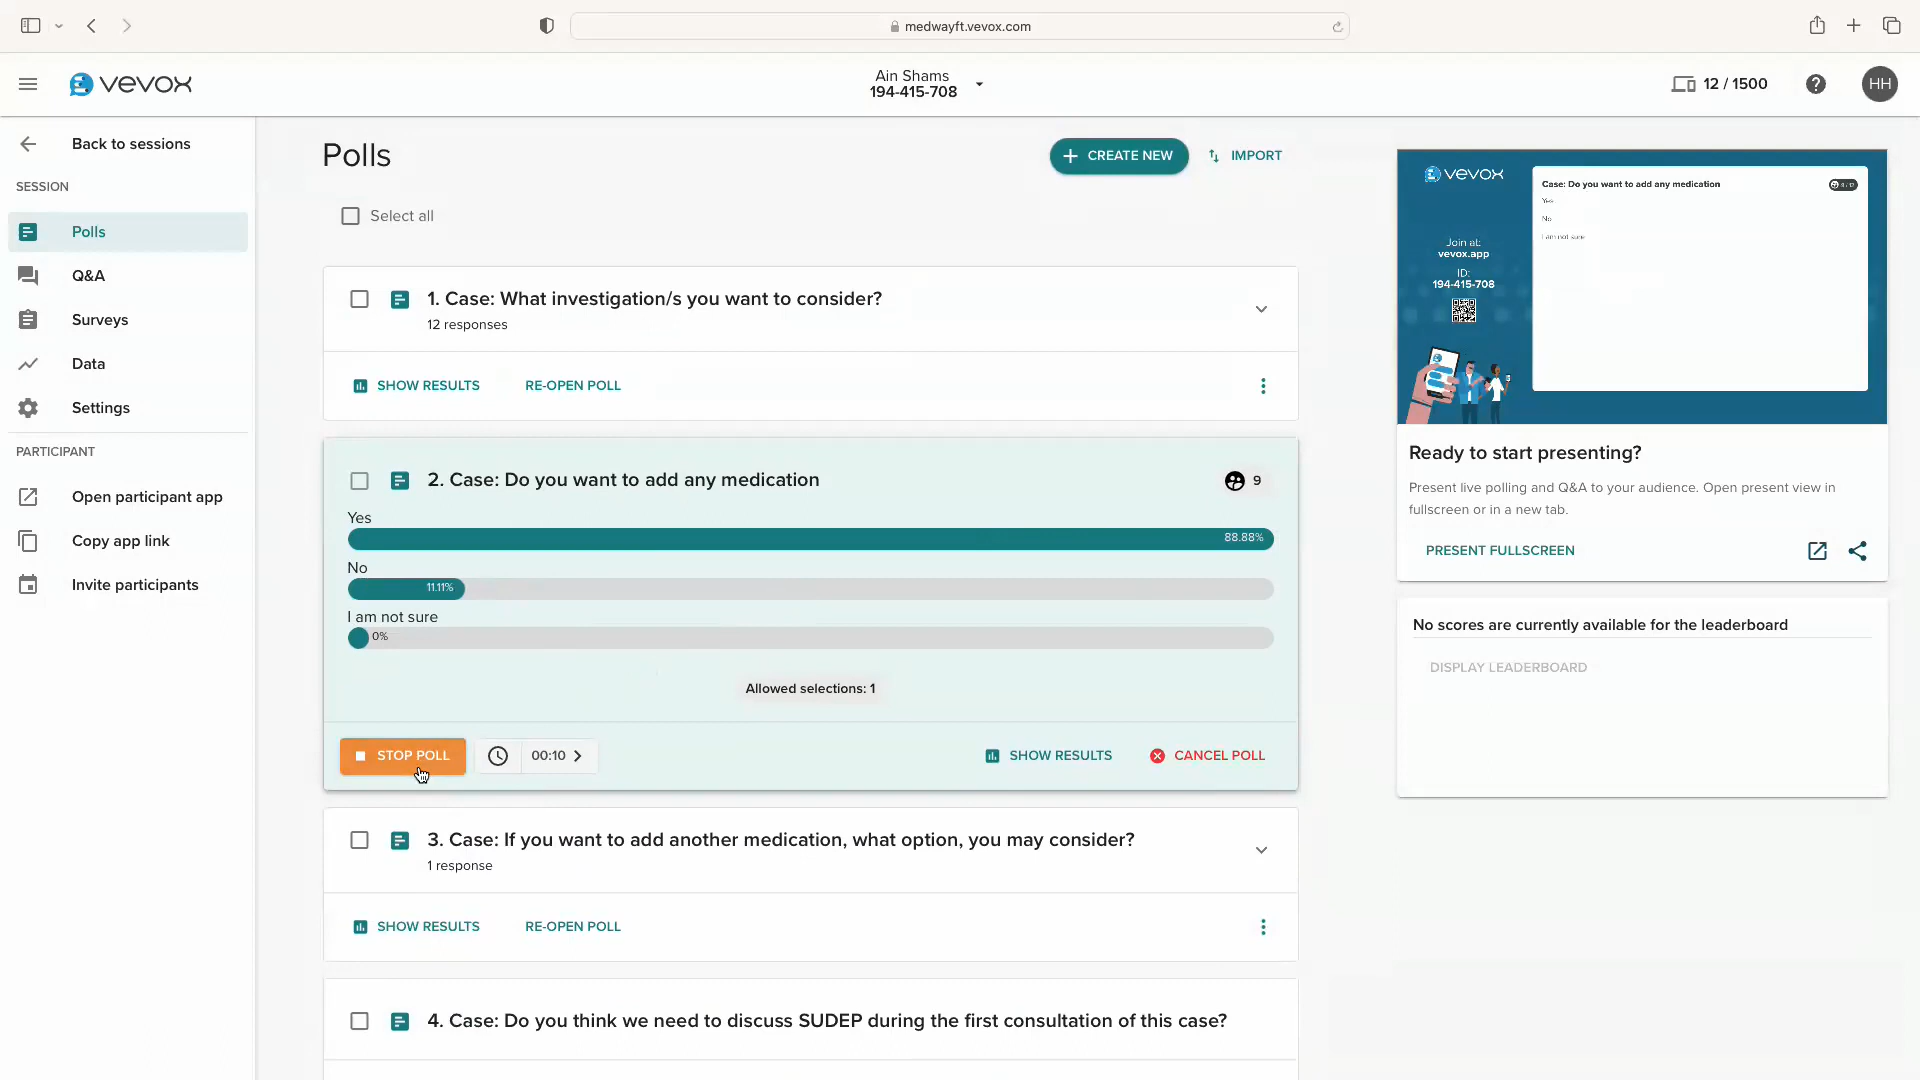 medwayft.vevox.com
vevox
Ain Shams
194-415-708
12 / 1500
HH
Back to sessions
SESSION
Polls
Q&A
Surveys
Data
Settings
PARTICIPANT
Open participant app
Copy app link
Invite participants
Polls
CREATE NEW
IMPORT
Select all
1. Case: What investigation/s you want to consider?
12 responses
SHOW RESULTS
RE-OPEN POLL
2. Case: Do you want to add any medication
9
Yes
88.88%
No
11.11%
I am not sure
0%
Allowed selections: 1
STOP POLL
00:10
SHOW RESULTS
CANCEL POLL
3. Case: If you want to add another medication, what option, you may consider?
1 response
SHOW RESULTS
RE-OPEN POLL
4. Case: Do you think we need to discuss SUDEP during the first consultation of this case?
vevox
Join at:
vevox.app
ID:
194-415-708
Case: Do you want to add any medication
Yes
No
I am not sure
Ready to start presenting?
Present live polling and Q&A to your audience. Open present view in
fullscreen or in a new tab.
PRESENT FULLSCREEN
No scores are currently available for the leaderboard
DISPLAY LEADERBOARD